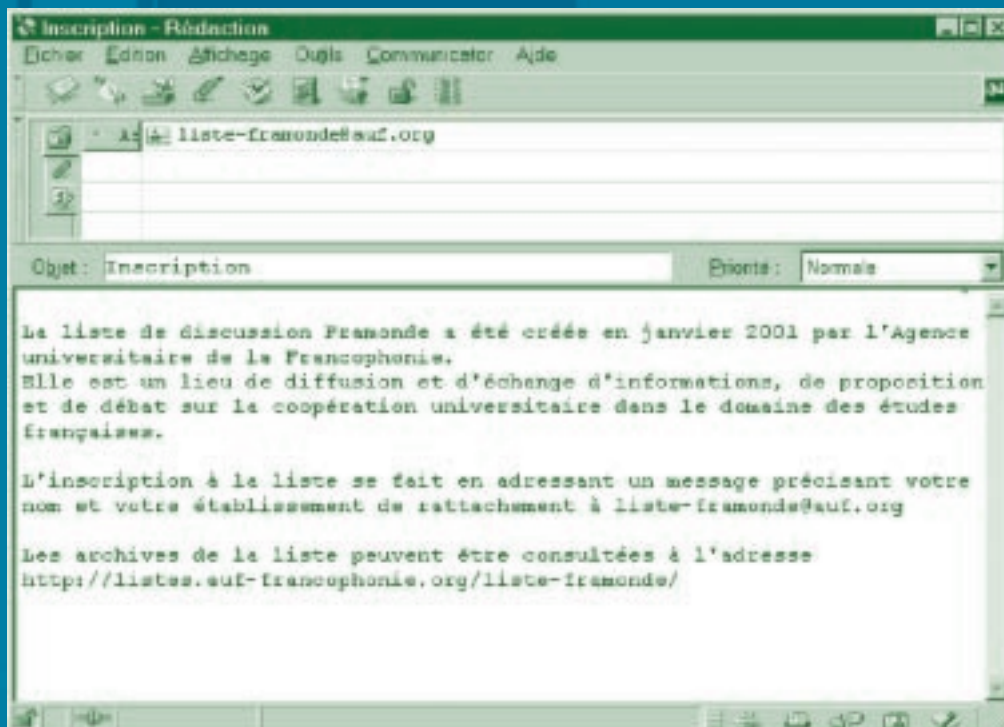 Inscription - Rédaction
Fichier Edition Affichage Outils Communicator Aide
A: liste-framonde@auf.org
Objet : Inscription Priorité : Normale
La liste de discussion Framonde a été créée en janvier 2001 par l'Agence
universitaire de la Francophonie.
Elle est un lieu de diffusion et d'échange d'informations, de proposition
et de débat sur la coopération universitaire dans le domaine des études
françaises.
L'inscription à la liste se fait en adressant un message précisant votre
nom et votre établissement de rattachement à liste-framonde@auf.org
Les archives de la liste peuvent être consultées à l'adresse
http://listes.auf-francophonie.org/liste-framonde/